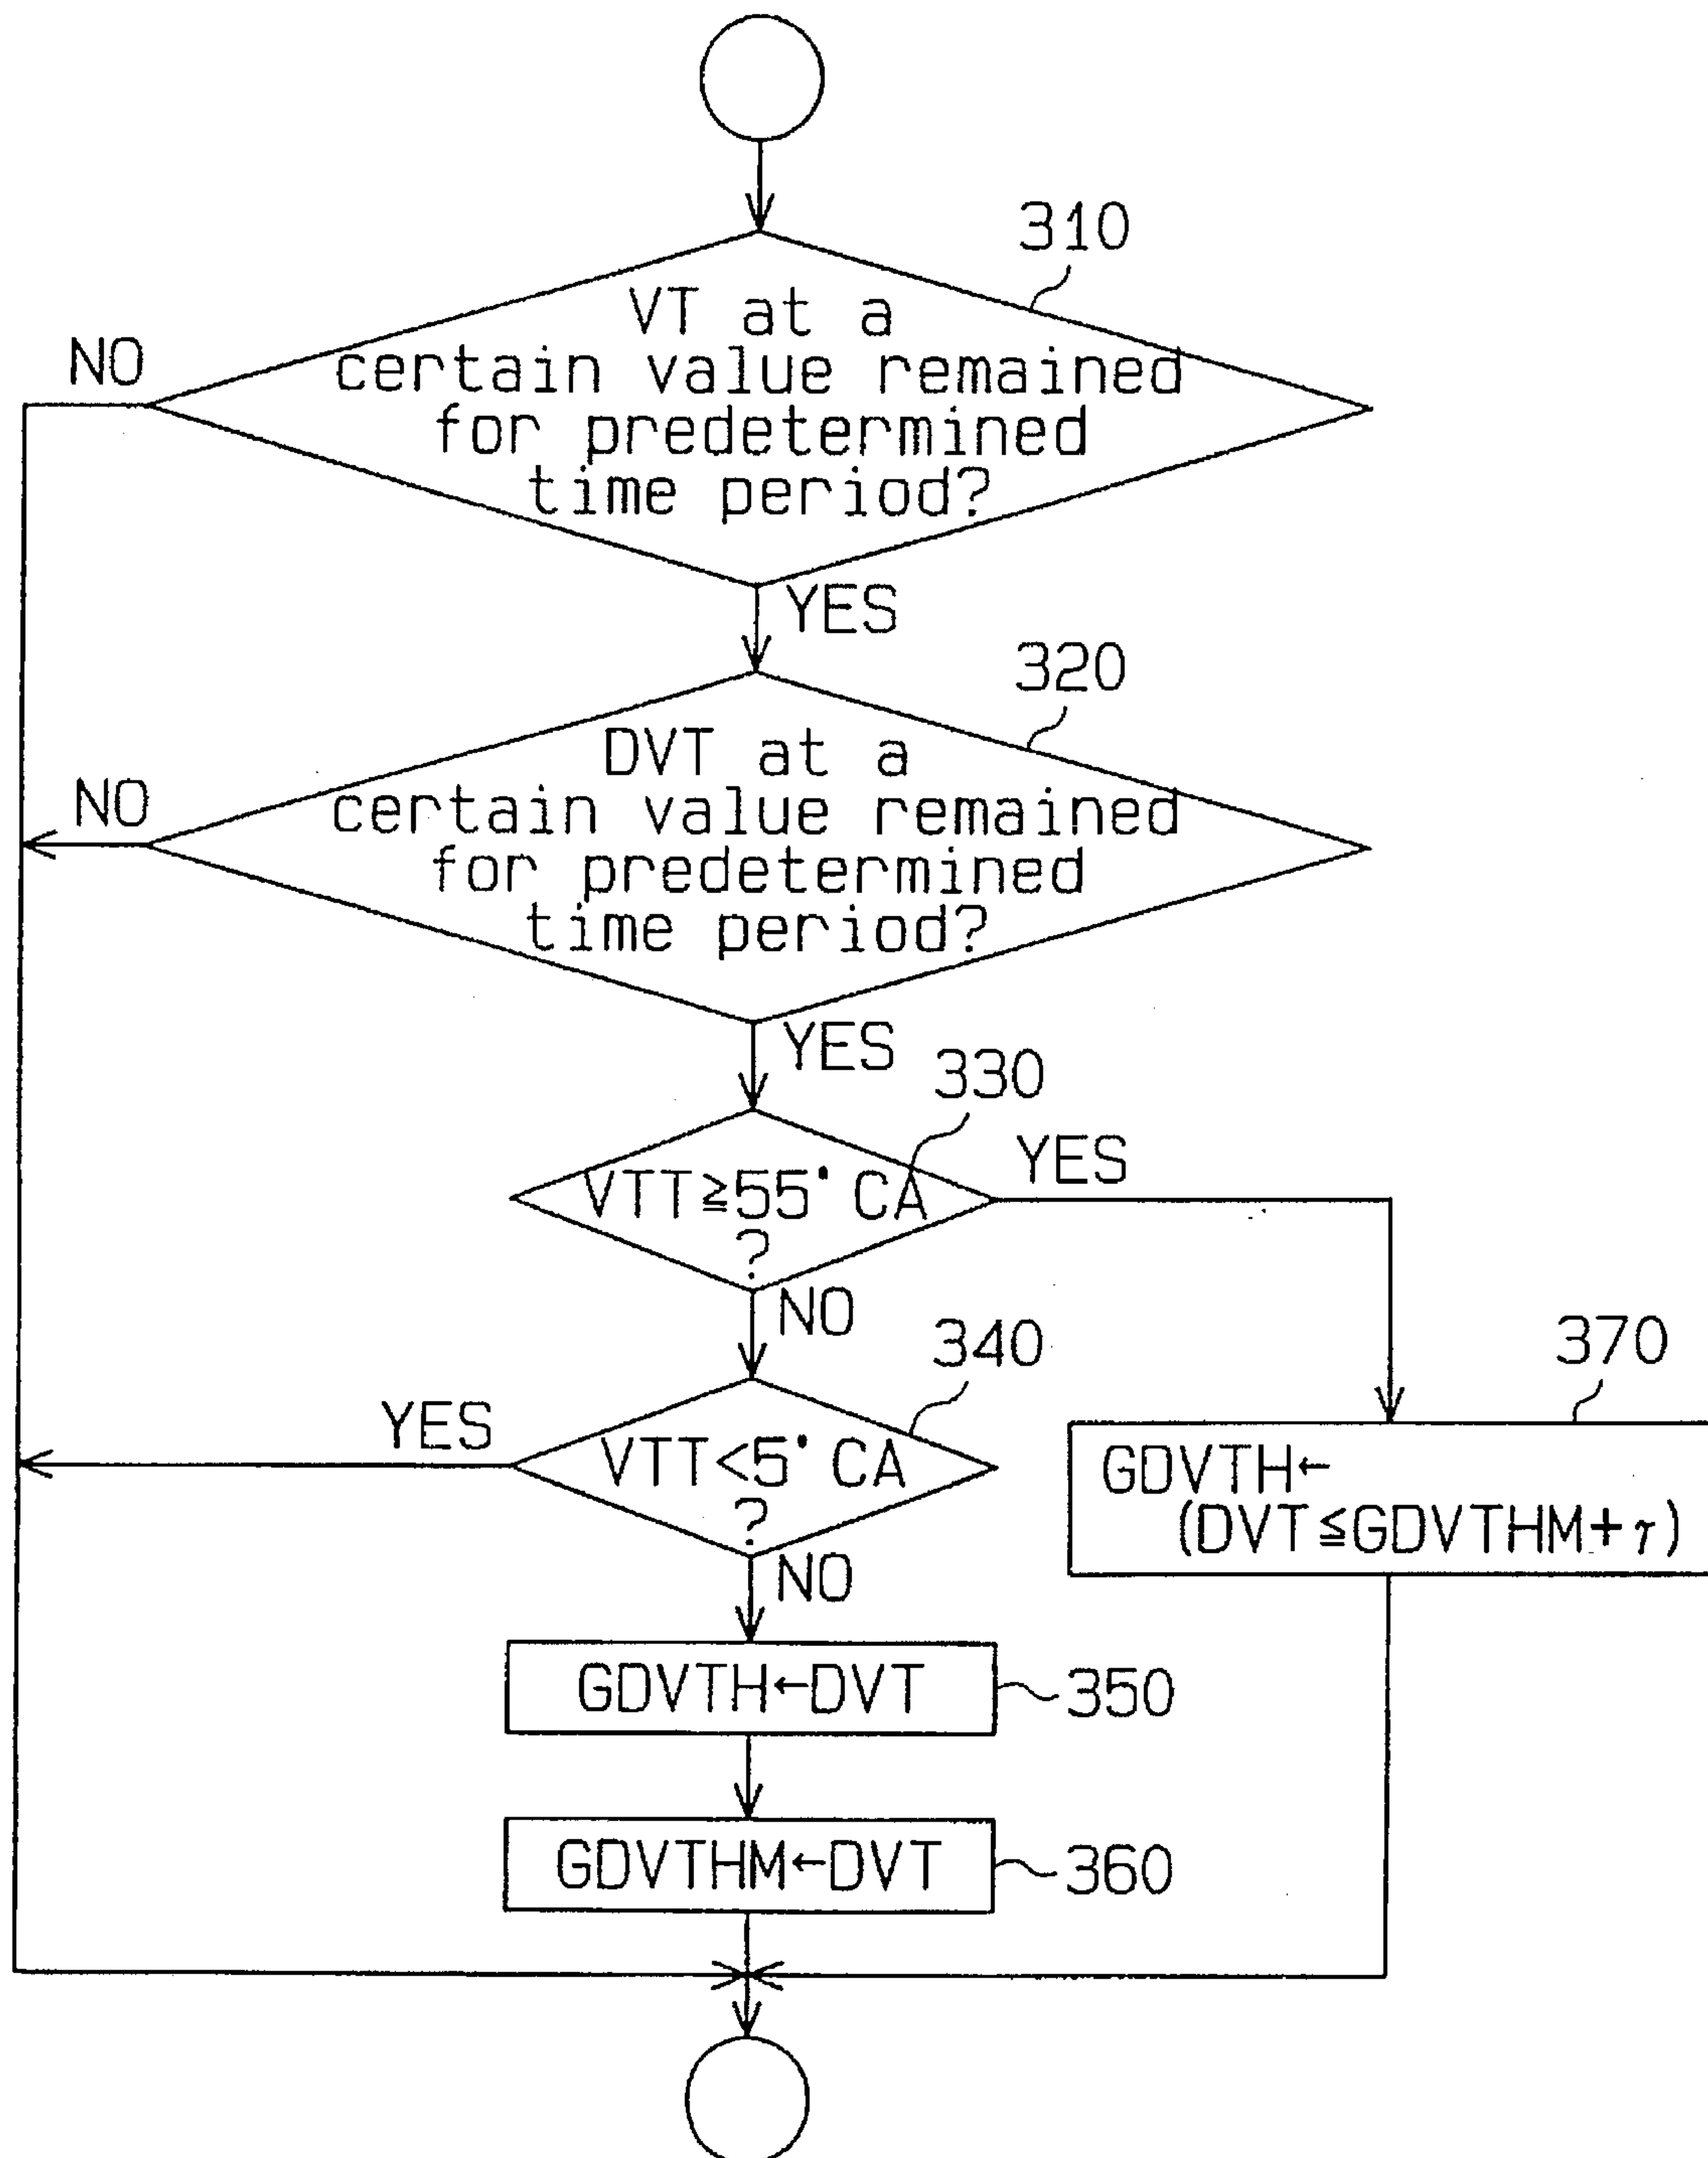 310
VT at a
certain value remained
for predetermined
time period?
NO
YES
320
DVT at a
certain value remained
for predetermined
time period?
NO
YES
330
VTT≧55° CA
?
YES
NO
340
VTT<5° CA
?
YES
NO
370
GDVTH←
(DVT≦GDVTHM+γ)
GDVTH←DVT
350
GDVTHM←DVT
360